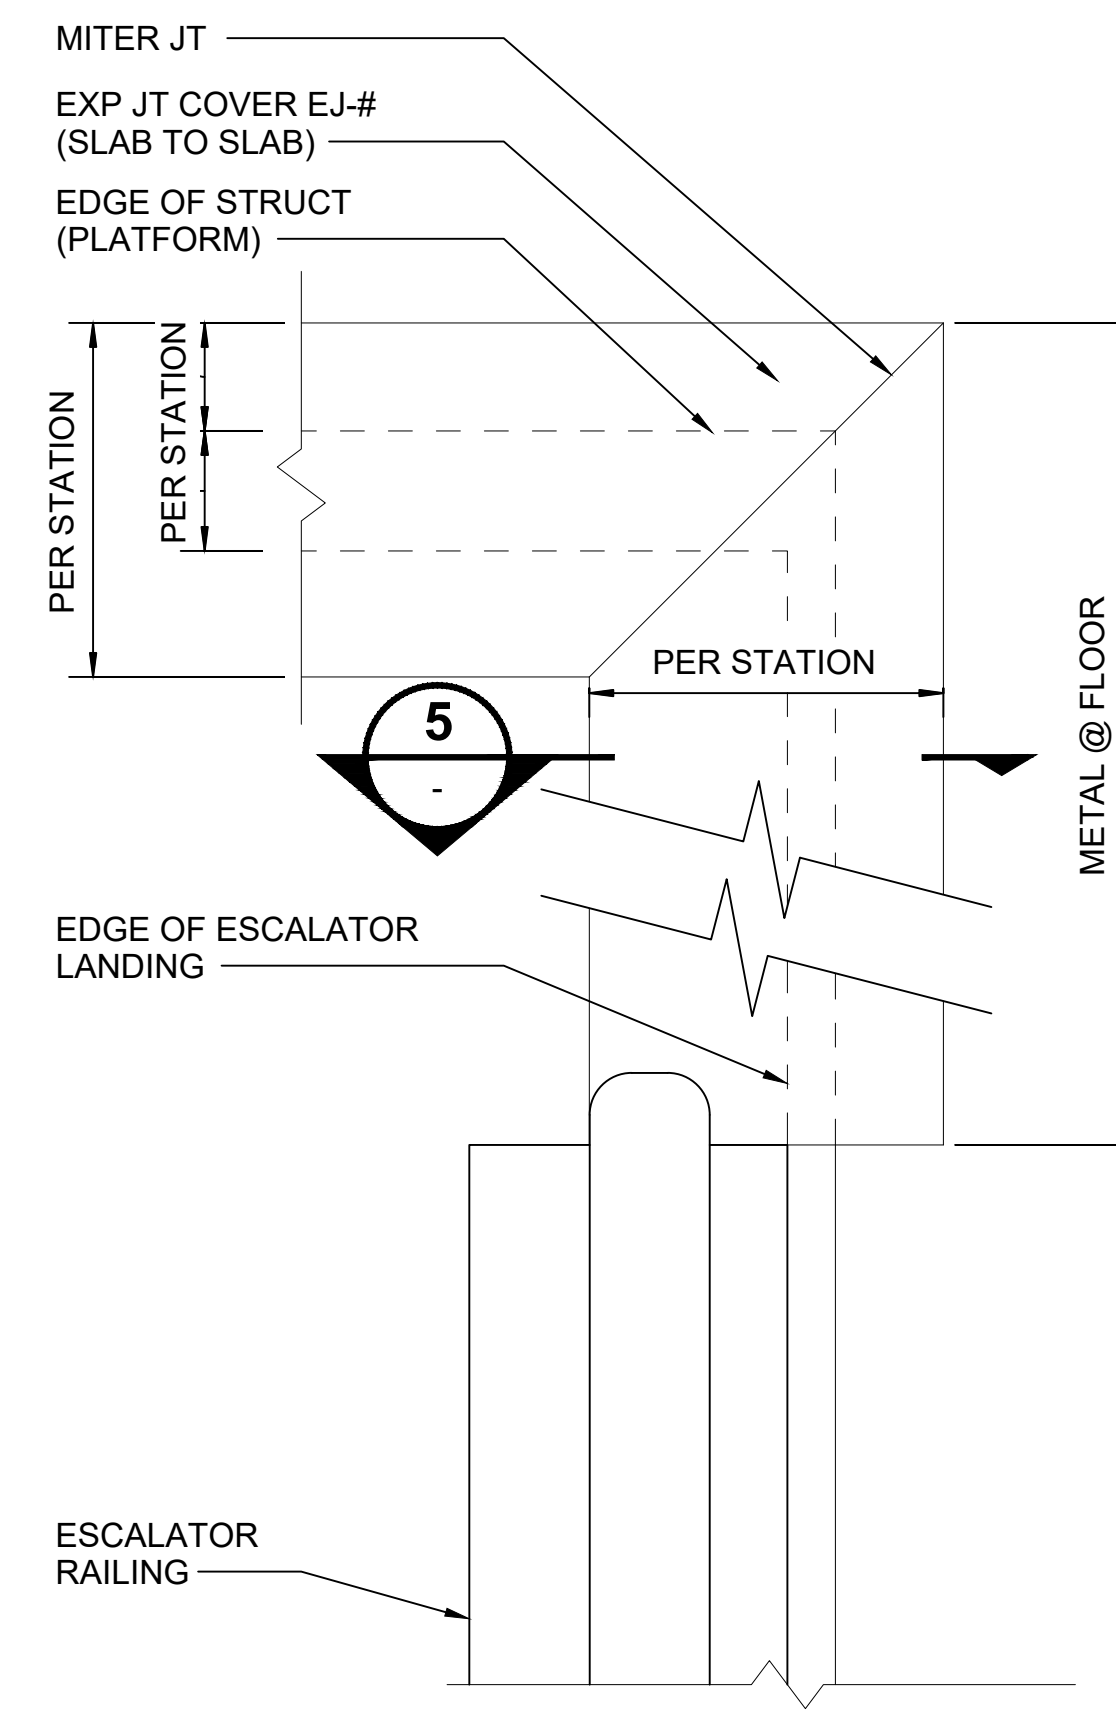 MITER JT
EXP JT COVER EJ-#
(SLAB TO SLAB)
EDGE OF STRUCT
(PLATFORM)
PER STATION
PER STATION
PER STATION
METAL @ FLOOR
5
-
EDGE OF ESCALATOR
LANDING
ESCALATOR
RAILING